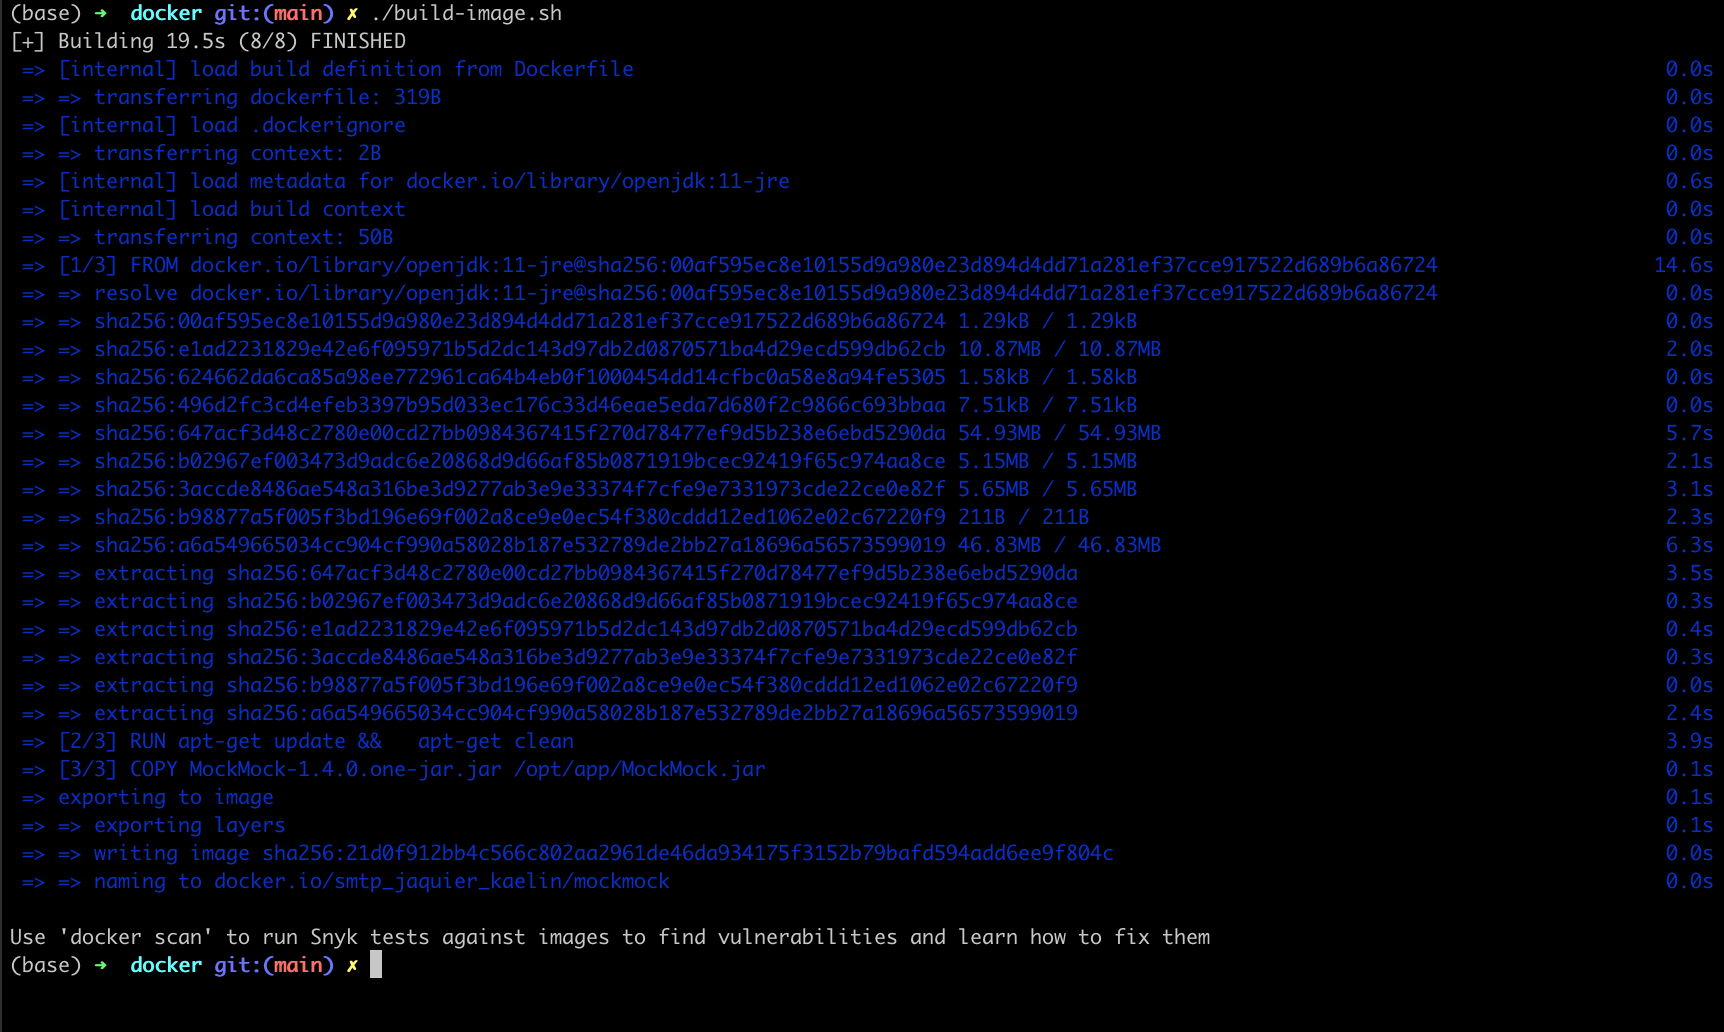 (base) ➜  docker git:(main) ✗ ./build-image.sh
[+] Building 19.5s (8/8) FINISHED
 => [internal] load build definition from Dockerfile 0.0s
 => => transferring dockerfile: 319B 0.0s
 => [internal] load .dockerignore 0.0s
 => => transferring context: 2B 0.0s
 => [internal] load metadata for docker.io/library/openjdk:11-jre 0.6s
 => [internal] load build context 0.0s
 => => transferring context: 50B 0.0s
 => [1/3] FROM docker.io/library/openjdk:11-jre@sha256:00af595ec8e10155d9a980e23d894d4dd71a281ef37cce917522d689b6a86724 14.6s
 => => resolve docker.io/library/openjdk:11-jre@sha256:00af595ec8e10155d9a980e23d894d4dd71a281ef37cce917522d689b6a86724 0.0s
 => => sha256:00af595ec8e10155d9a980e23d894d4dd71a281ef37cce917522d689b6a86724 1.29kB / 1.29kB 0.0s
 => => sha256:e1ad2231829e42e6f095971b5d2dc143d97db2d0870571ba4d29ecd599db62cb 10.87MB / 10.87MB 2.0s
 => => sha256:624662da6ca85a98ee772961ca64b4eb0f1000454dd14cfbc0a58e8a94fe5305 1.58kB / 1.58kB 0.0s
 => => sha256:496d2fc3cd4efeb3397b95d033ec176c33d46eae5eda7d680f2c9866c693bbaa 7.51kB / 7.51kB 0.0s
 => => sha256:647acf3d48c2780e00cd27bb0984367415f270d78477ef9d5b238e6ebd5290da 54.93MB / 54.93MB 5.7s
 => => sha256:b02967ef003473d9adc6e20868d9d66af85b0871919bcec92419f65c974aa8ce 5.15MB / 5.15MB 2.1s
 => => sha256:3accde8486ae548a316be3d9277ab3e9e33374f7cfe9e7331973cde22ce0e82f 5.65MB / 5.65MB 3.1s
 => => sha256:b98877a5f005f3bd196e69f002a8ce9e0ec54f380cddd12ed1062e02c67220f9 211B / 211B 2.3s
 => => sha256:a6a549665034cc904cf990a58028b187e532789de2bb27a18696a56573599019 46.83MB / 46.83MB 6.3s
 => => extracting sha256:647acf3d48c2780e00cd27bb0984367415f270d78477ef9d5b238e6ebd5290da 3.5s
 => => extracting sha256:b02967ef003473d9adc6e20868d9d66af85b0871919bcec92419f65c974aa8ce 0.3s
 => => extracting sha256:e1ad2231829e42e6f095971b5d2dc143d97db2d0870571ba4d29ecd599db62cb 0.4s
 => => extracting sha256:3accde8486ae548a316be3d9277ab3e9e33374f7cfe9e7331973cde22ce0e82f 0.3s
 => => extracting sha256:b98877a5f005f3bd196e69f002a8ce9e0ec54f380cddd12ed1062e02c67220f9 0.0s
 => => extracting sha256:a6a549665034cc904cf990a58028b187e532789de2bb27a18696a56573599019 2.4s
 => [2/3] RUN apt-get update &&   apt-get clean 3.9s
 => [3/3] COPY MockMock-1.4.0.one-jar.jar /opt/app/MockMock.jar 0.1s
 => exporting to image 0.1s
 => => exporting layers 0.1s
 => => writing image sha256:21d0f912bb4c566c802aa2961de46da934175f3152b79bafd594add6ee9f804c 0.0s
 => => naming to docker.io/smtp_jaquier_kaelin/mockmock 0.0s
Use 'docker scan' to run Snyk tests against images to find vulnerabilities and learn how to fix them
(base) ➜  docker git:(main) ✗